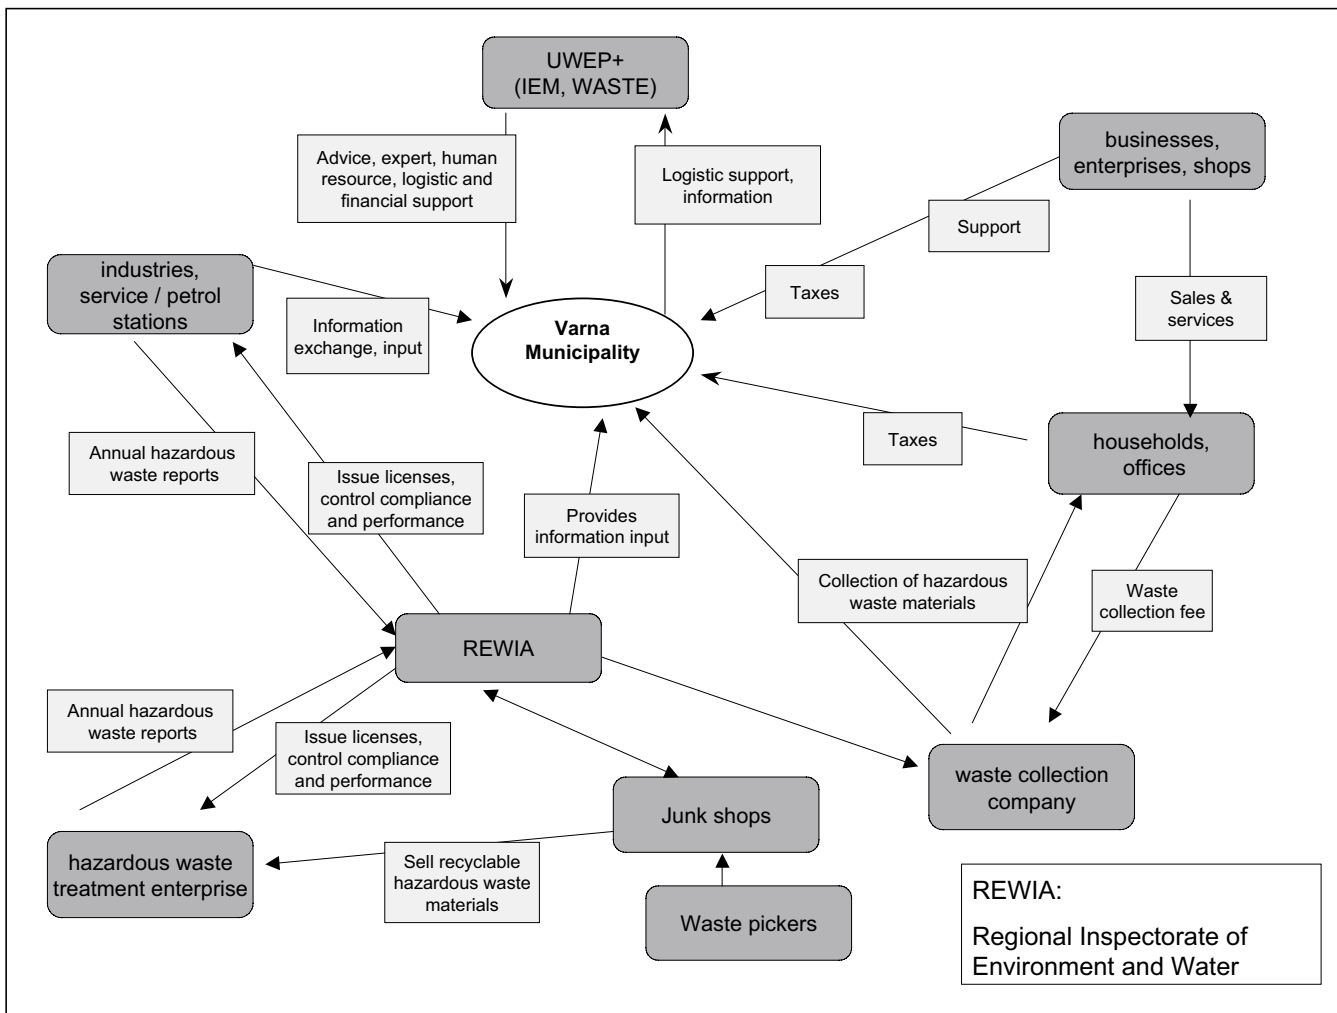 UWEP+
(IEM, WASTE)
businesses,
enterprises, shops
Advice, expert, human
resource, logistic and
financial support
Logistic support,
information
Support
industries,
service / petrol
stations
Taxes
Sales &
services
Information
exchange, input
Varna
Municipality
Annual hazardous
waste reports
Issue licenses,
control compliance
and performance
Taxes
households,
offices
Provides
information input
Collection of hazardous
waste materials
Waste
collection fee
REWIA
Annual hazardous
waste reports
Issue licenses,
control compliance
and performance
waste collection
company
Junk shops
hazardous waste
treatment enterprise
Sell recyclable
hazardous waste
materials
Waste pickers
REWIA:
Regional Inspectorate of
Environment and Water